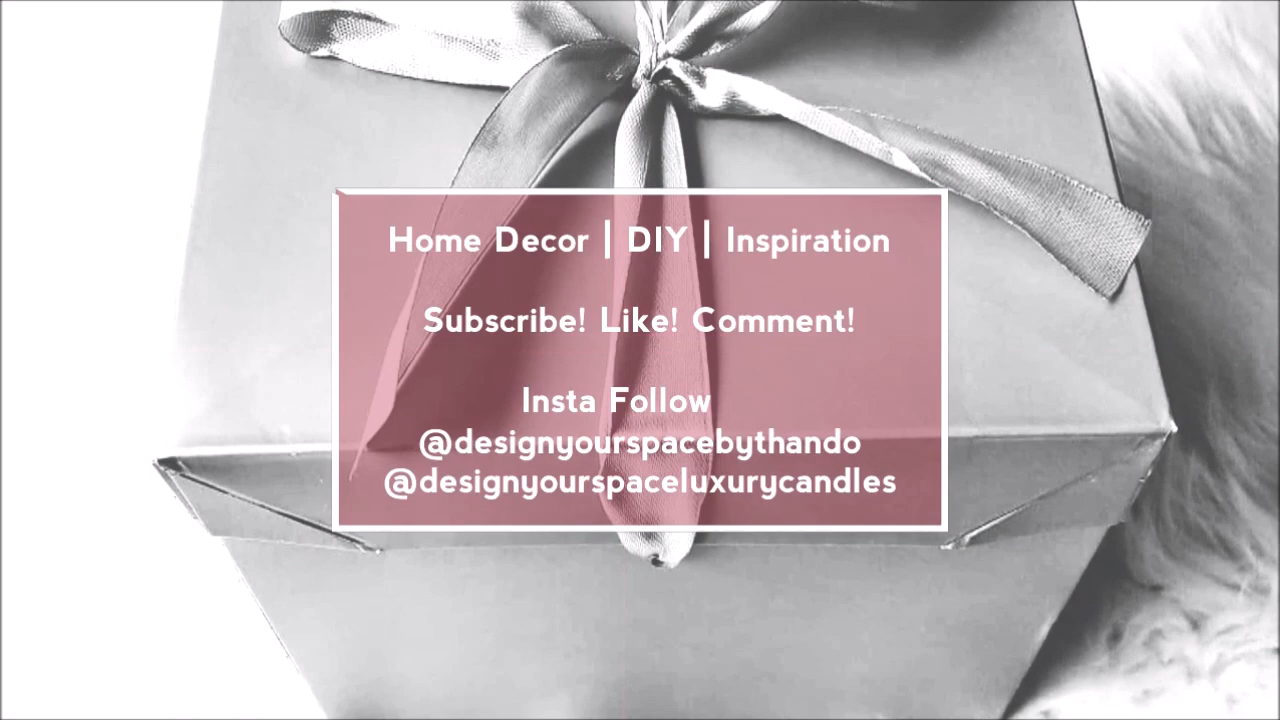 Home Decor | DIY | Inspiration
Subscribe! Like! Comment!
Insta Follow
@designyourspacebythando
@designyourspaceluxurycandles